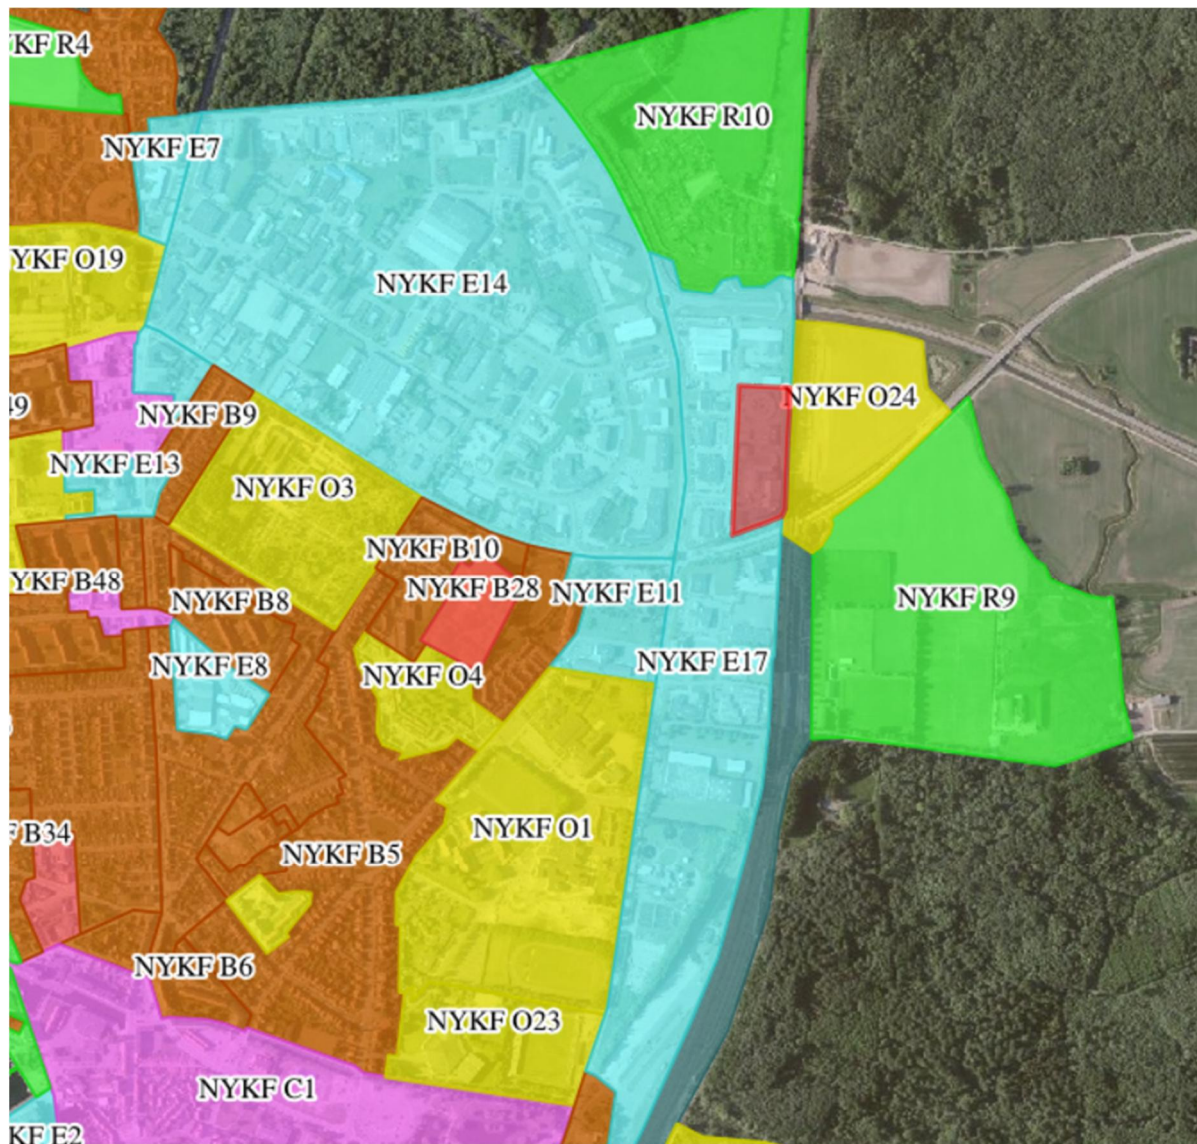 KF R4
NYKF R10
NYKF E7
YKF O19
NYKF E14
NYKF O24
49
NYKF B9
NYKF E13
NYKF O3
NYKF B10
YKF B48
NYKF B8
NYKF B28
NYKF E11
NYKF R9
NYKF E8
NYKF O4
NYKF E17
F B34
NYKF O1
NYKF B5
NYKF B6
NYKF O23
NYKF C1
KF E2